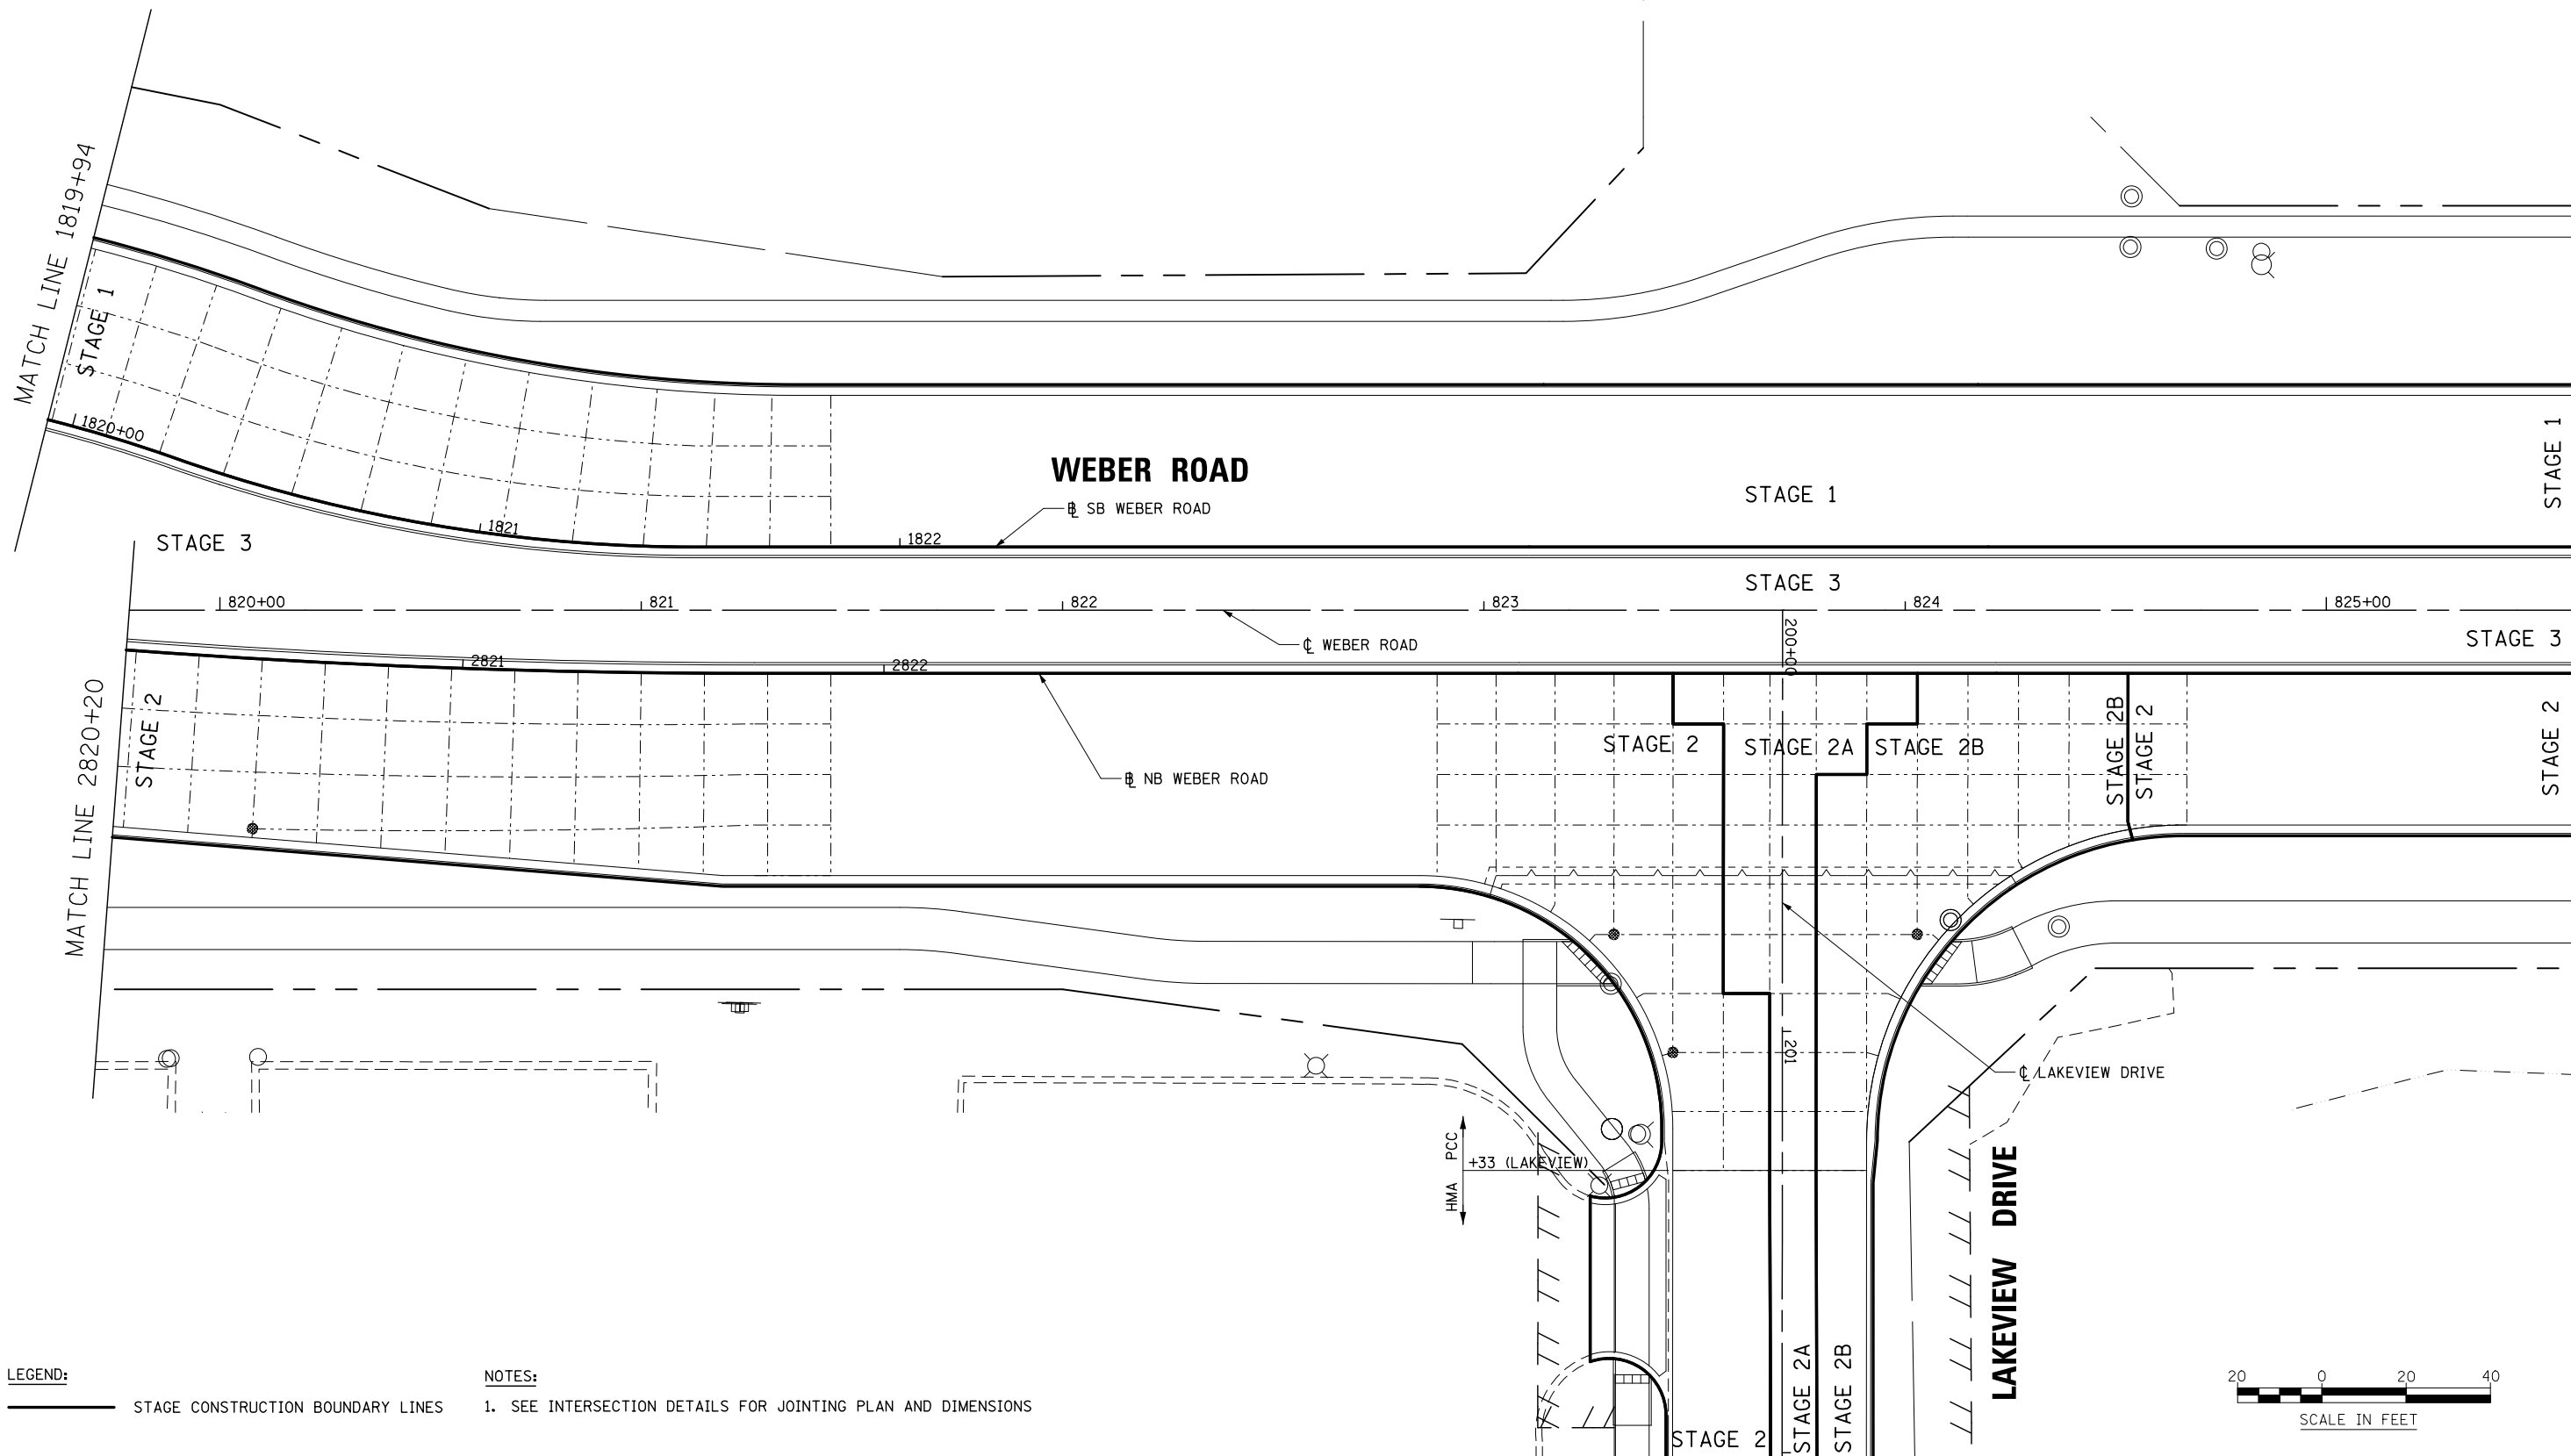 MATCH LINE 1819+94
STAGE 1
1820+00
1821
1822
WEBER ROAD
℄ SB WEBER ROAD
STAGE 1
STAGE 1
STAGE 3
STAGE 3
820+00
821
822
823
824
825+00
℄ WEBER ROAD
200+00
STAGE 3
MATCH LINE 2820+20
STAGE 2
2821
2822
℄ NB WEBER ROAD
STAGE 2
STAGE 2A
STAGE 2B
STAGE 2B
STAGE 2
STAGE 2
201
℄ LAKEVIEW DRIVE
HMA PCC
+33 (LAKEVIEW)
LAKEVIEW DRIVE
STAGE 2
STAGE 2A
STAGE 2B
LEGEND:
STAGE CONSTRUCTION BOUNDARY LINES
NOTES:
1. SEE INTERSECTION DETAILS FOR JOINTING PLAN AND DIMENSIONS
20 0 20 40
SCALE IN FEET